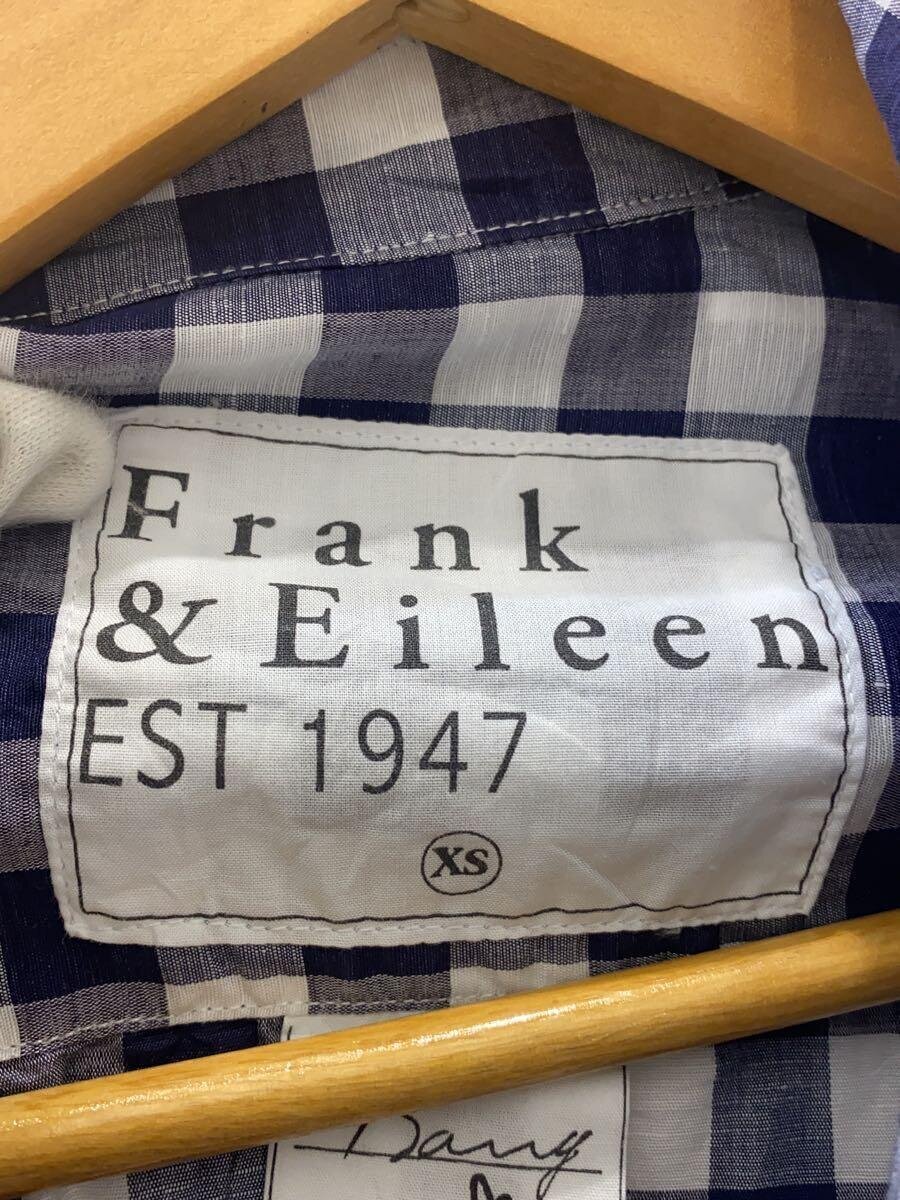 Frank
& Eileen
EST 1947
XS